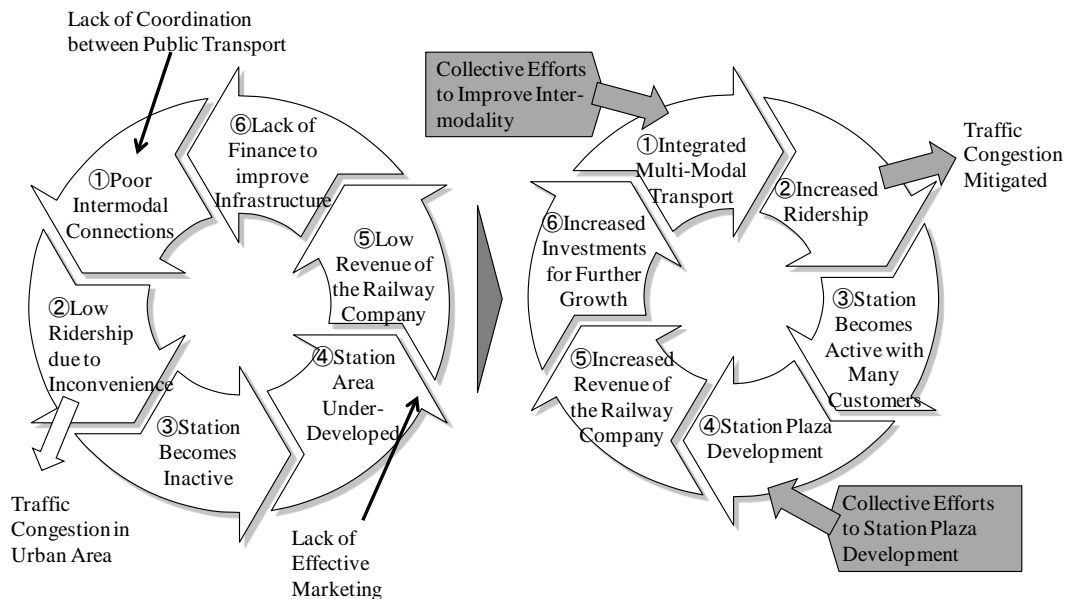 Lack of Coordination
between Public Transport
①Poor
Intermodal
Connections
⑥Lack of
Finance to
improve
Infrastructure
⑤Low
Revenue of
the Railway
Company
②Low
Ridership
due to
Inconvenience
④Station
Area
Under-
Developed
③Station
Becomes
Inactive
Traffic
Congestion in
Urban Area
Lack of
Effective
Marketing
Collective Efforts
to Improve Inter-
modality
①Integrated
Multi-Modal
Transport
②Increased
Ridership
Traffic
Congestion
Mitigated
⑥Increased
Investments
for Further
Growth
③Station
Becomes
Active with
Many
Customers
⑤Increased
Revenue of
the Railway
Company
④Station Plaza
Development
Collective Efforts
to Station Plaza
Development